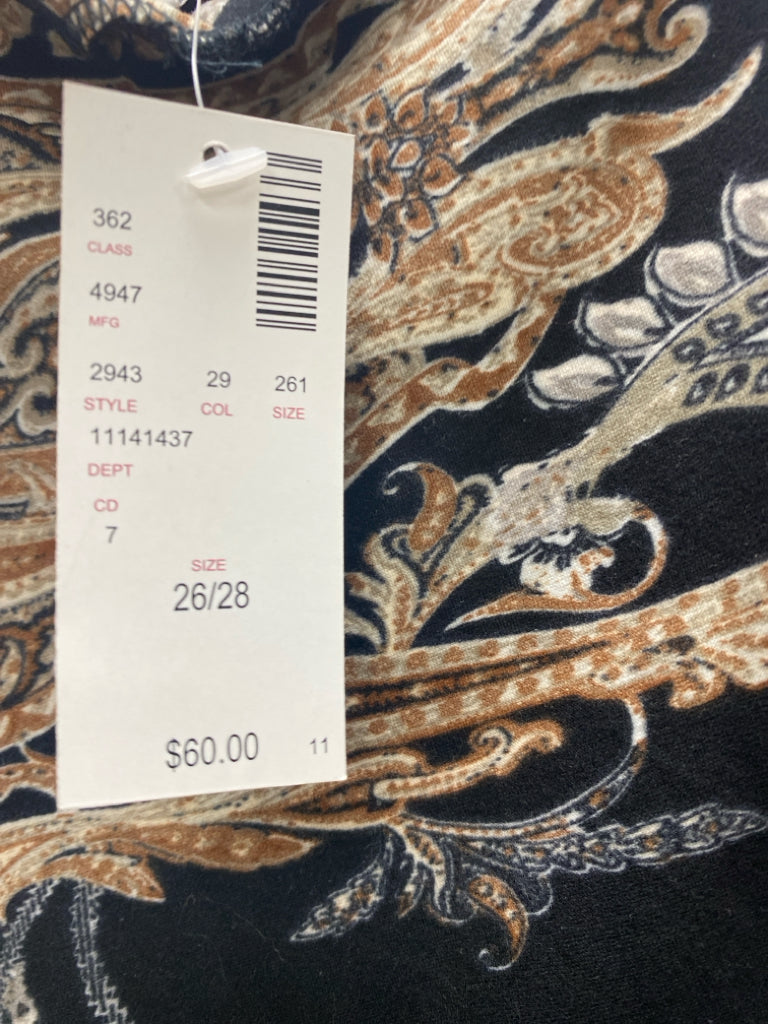 362
CLASS
4947
MFG
2943 29 261
STYLE COL SIZE
11141437
DEPT
CD
7
SIZE
26/28
$60.00 11